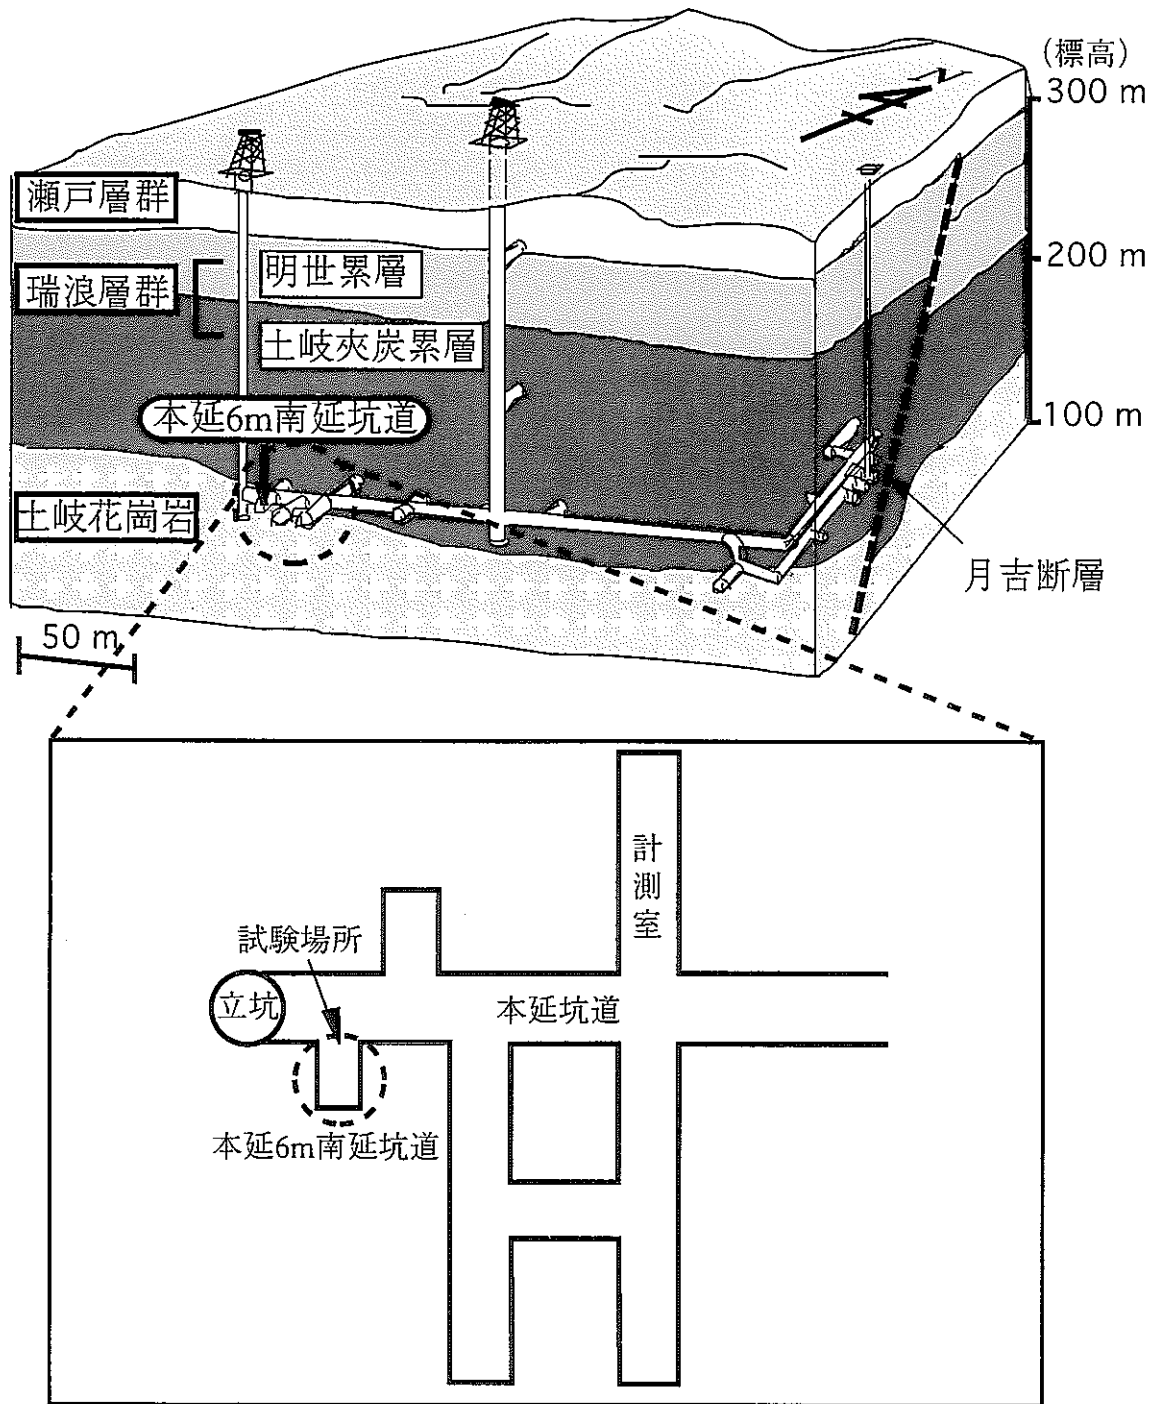 (標高)
300 m
瀬戸層群
200 m
瑞浪層群
明世累層
土岐夾炭累層
本延6m南延坑道
100 m
土岐花崗岩
月吉断層
50 m
計測室
試験場所
立坑
本延坑道
本延6m南延坑道